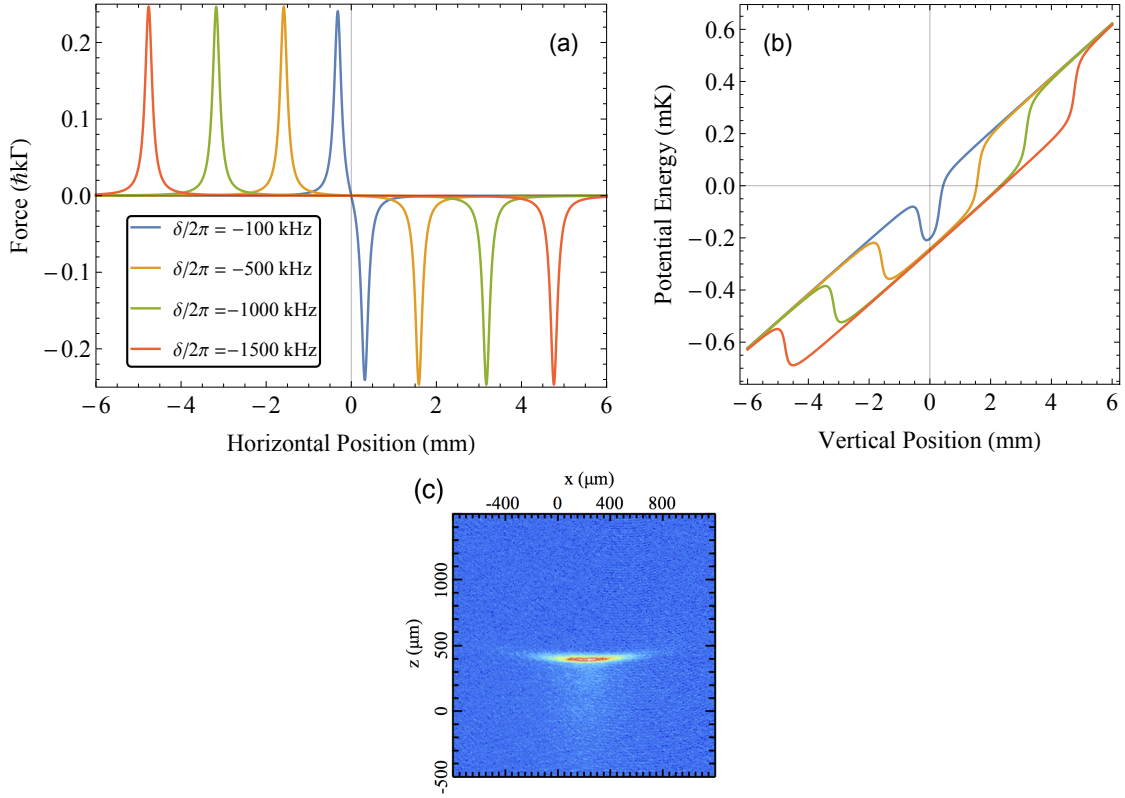 (a)
Force (ħkΓ)
0.2
0.1
0.0
−0.1
−0.2
δ/2π = −100 kHz
δ/2π = −500 kHz
δ/2π = −1000 kHz
δ/2π = −1500 kHz
−6 −4 −2 0 2 4 6
Horizontal Position (mm)
(b)
Potential Energy (mK)
0.6
0.4
0.2
0.0
−0.2
−0.4
−0.6
−6 −4 −2 0 2 4 6
Vertical Position (mm)
(c)
x (μm)
-400 0 400 800
z (μm)
1000
500
0
-500